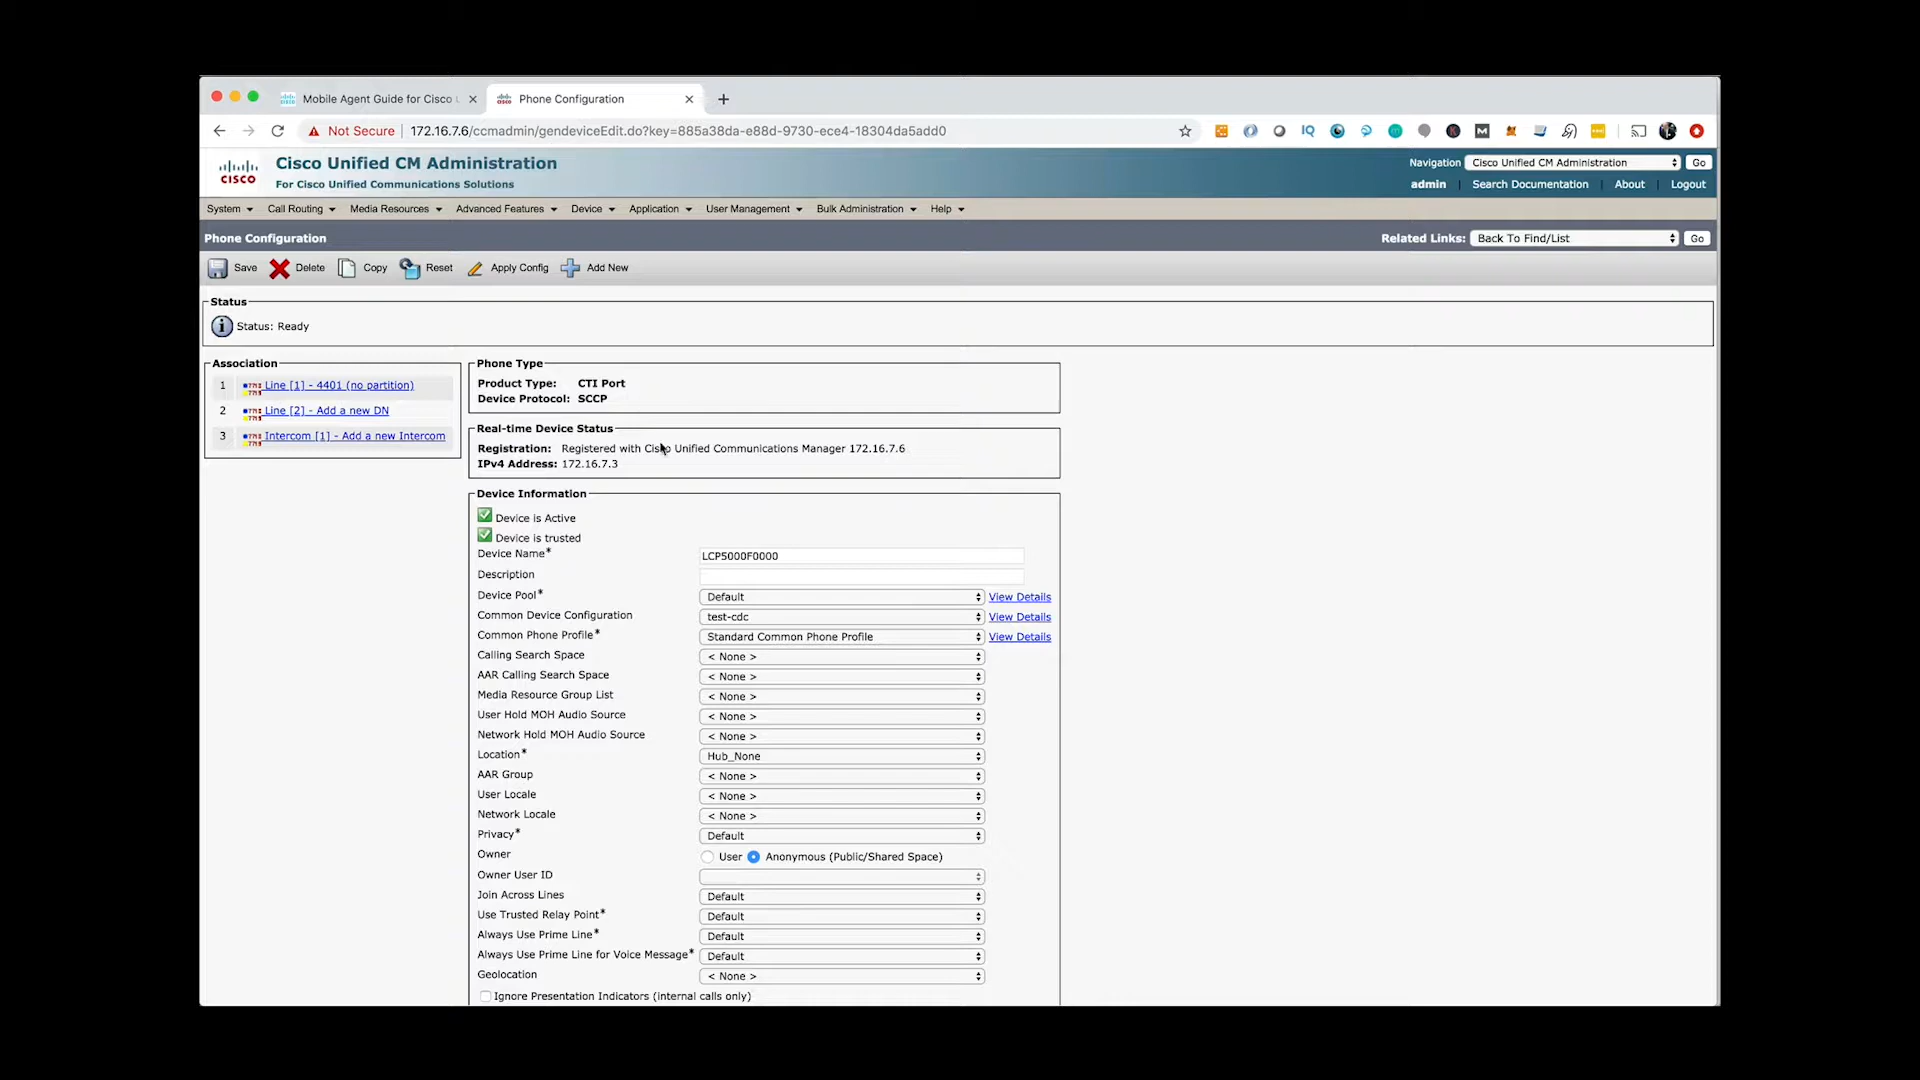 Mobile Agent Guide for Cisco
Phone Configuration
Not Secure
172.16.7.6/ccmadmin/gendeviceEdit.do?key=885a38da-e88d-9730-ece4-18304da5add0
IQ
K
M
CISCO
Cisco Unified CM Administration
For Cisco Unified Communications Solutions
Navigation
Cisco Unified CM Administration
Go
admin
Search Documentation
About
Logout
System
Call Routing
Media Resources
Advanced Features
Device
Application
User Management
Bulk Administration
Help
Phone Configuration
Related Links:
Back To Find/List
Go
Save
Delete
Copy
Reset
Apply Config
Add New
Status
Status: Ready
Association
1 Line [1] - 4401 (no partition)
2 Line [2] - Add a new DN
3 Intercom [1] - Add a new Intercom
Phone Type
Product Type: CTI Port
Device Protocol: SCCP
Real-time Device Status
Registration: Registered with Cisco Unified Communications Manager 172.16.7.6
IPv4 Address: 172.16.7.3
Device Information
Device is Active
Device is trusted
Device Name* LCP5000F0000
Description
Device Pool* Default View Details
Common Device Configuration test-cdc View Details
Common Phone Profile* Standard Common Phone Profile View Details
Calling Search Space < None >
AAR Calling Search Space < None >
Media Resource Group List < None >
User Hold MOH Audio Source < None >
Network Hold MOH Audio Source < None >
Location* Hub_None
AAR Group < None >
User Locale < None >
Network Locale < None >
Privacy* Default
Owner User Anonymous (Public/Shared Space)
Owner User ID
Join Across Lines Default
Use Trusted Relay Point* Default
Always Use Prime Line* Default
Always Use Prime Line for Voice Message* Default
Geolocation < None >
Ignore Presentation Indicators (internal calls only)